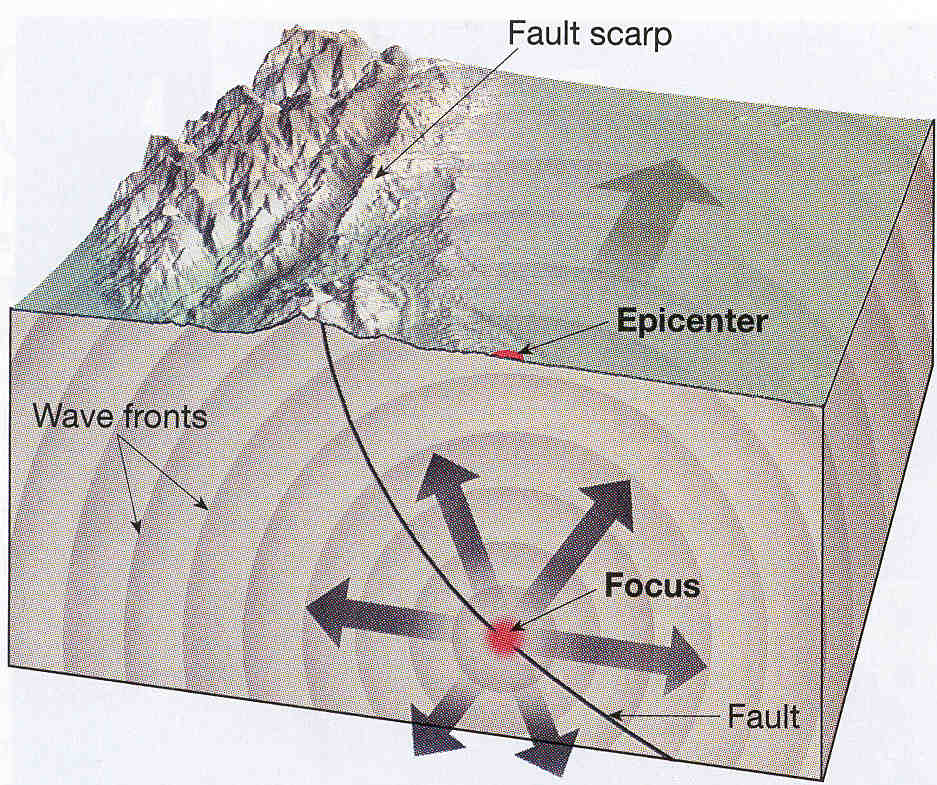 Fault scarp
Epicenter
Wave fronts
Focus
Fault